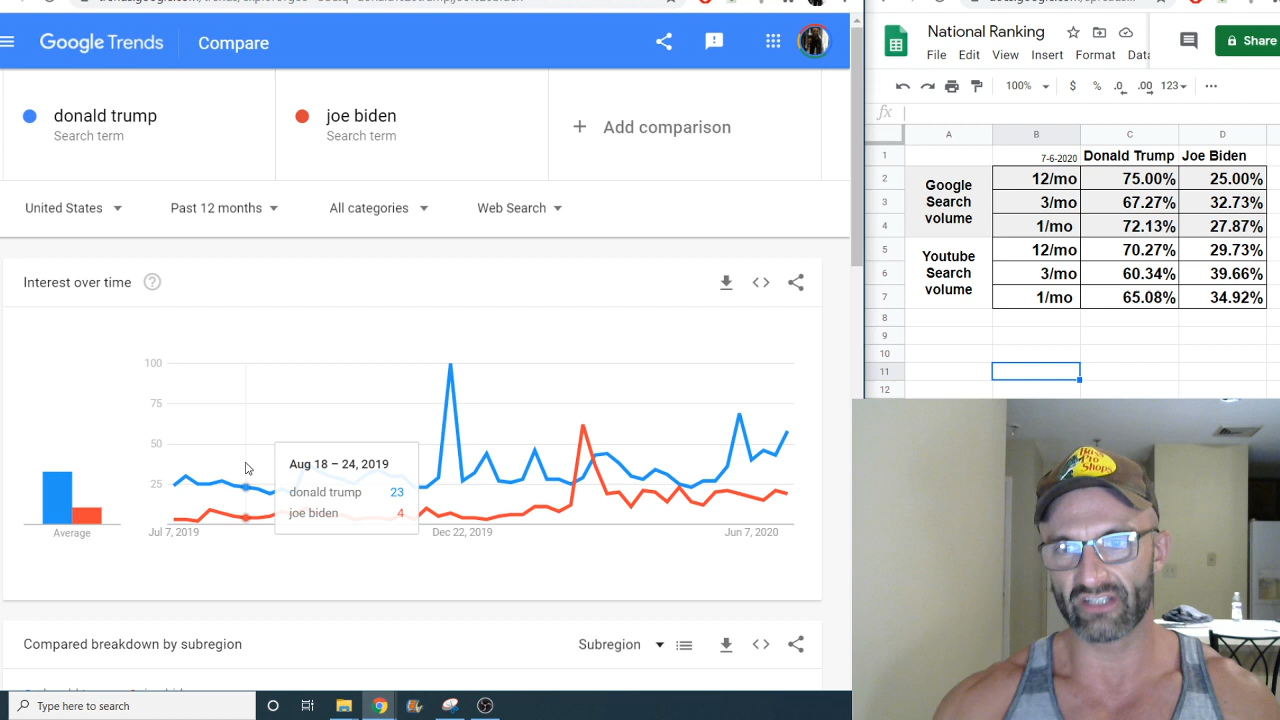 Google Trends
Compare
donald trump
Search term
joe biden
Search term
+ Add comparison
United States
Past 12 months
All categories
Web Search
Interest over time
?
100
75
50
25
Aug 18 – 24, 2019
donald trump 23
joe biden 4
Average
Jul 7, 2019
Dec 22, 2019
Jun 7, 2020
Compared breakdown by subregion
Subregion
Type here to search
National Ranking
Share
File Edit View Insert Format Data
100% $ % .0 .00 123
fx
A B C D
1 7-6-2020 Donald Trump Joe Biden
Google Search volume
2 12/mo 75.00% 25.00%
3 3/mo 67.27% 32.73%
4 1/mo 72.13% 27.87%
Youtube Search volume
5 12/mo 70.27% 29.73%
6 3/mo 60.34% 39.66%
7 1/mo 65.08% 34.92%
8
9
10
11
12
Bass Pro Shops